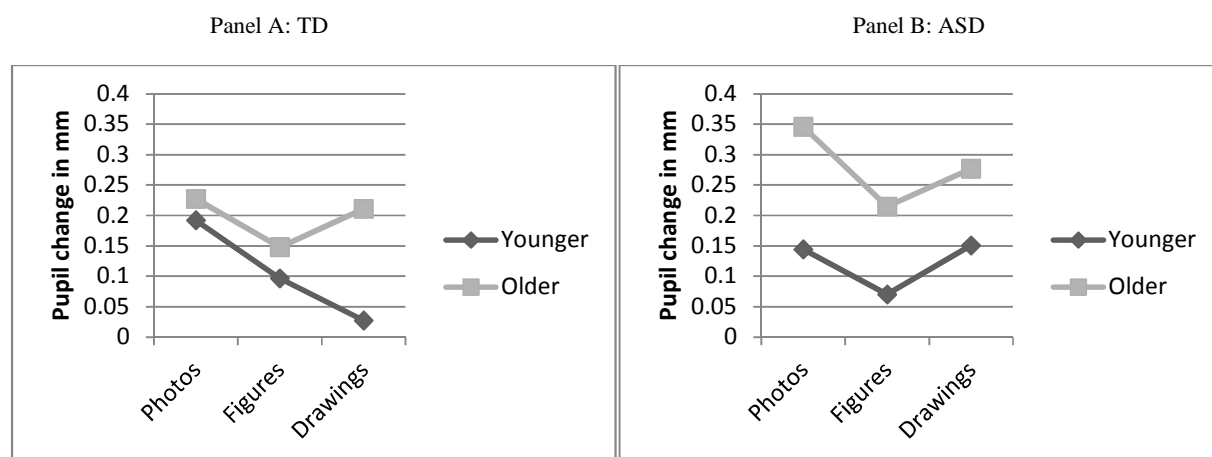 Panel A: TD
Pupil change in mm
0.4
0.35
0.3
0.25
0.2
0.15
0.1
0.05
0
Photos
Figures
Drawings
Younger
Older
Panel B: ASD
Pupil change in mm
0.4
0.35
0.3
0.25
0.2
0.15
0.1
0.05
0
Photos
Figures
Drawings
Younger
Older